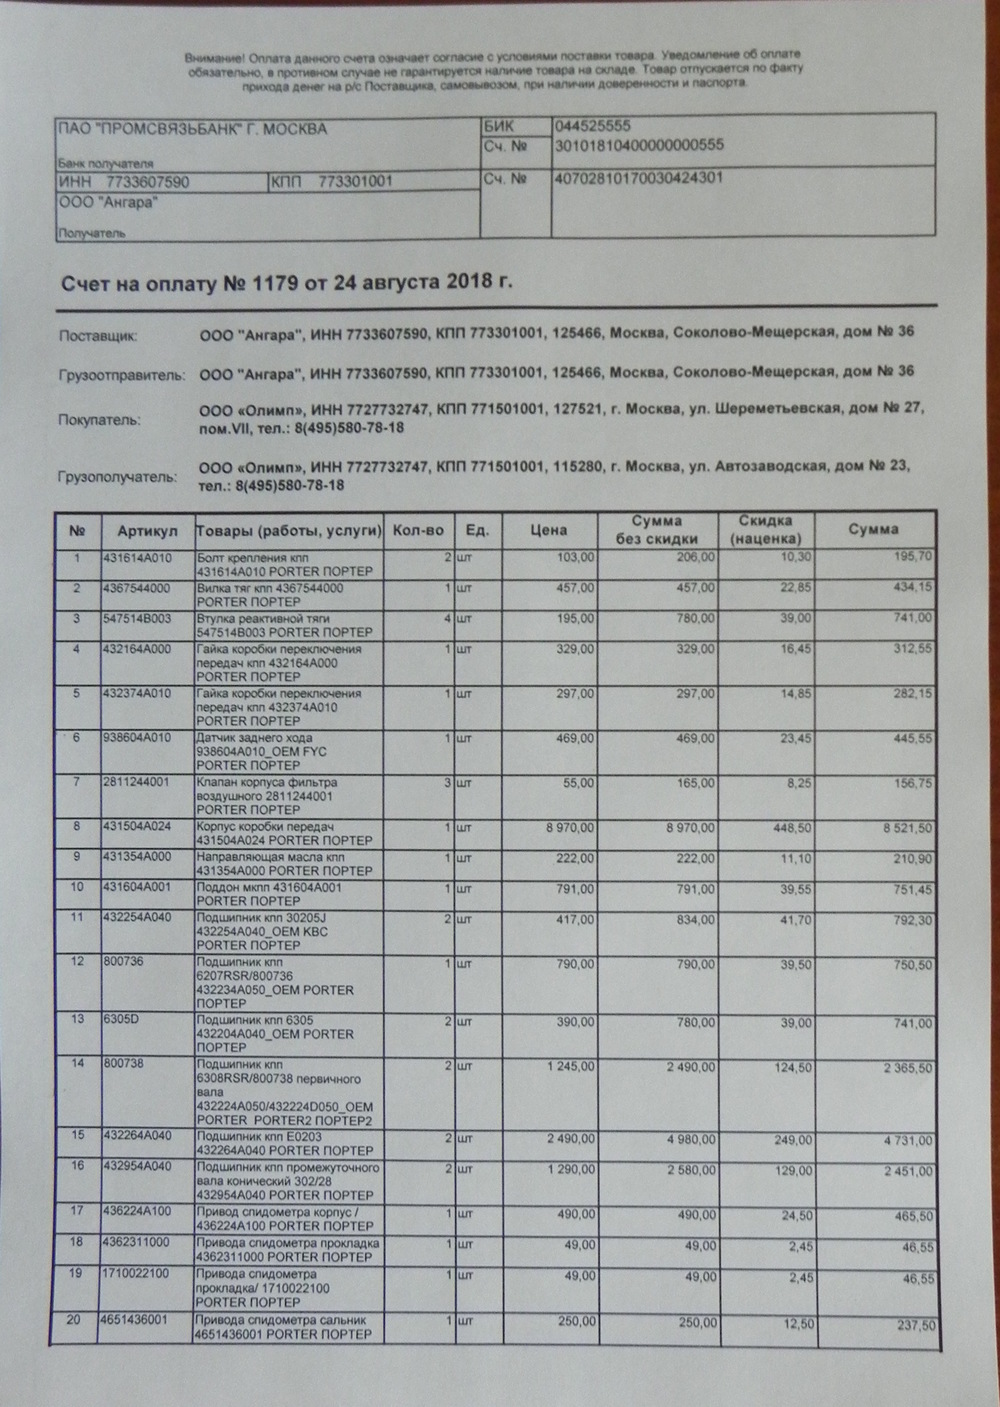 Внимание! Оплата данного счета означает согласие с условиями поставки товара. Уведомление об оплате
обязательно, в противном случае не гарантируется наличие товара на складе. Товар отпускается по факту
прихода денег на р/с Поставщика, самовывозом, при наличии доверенности и паспорта.
ПАО "ПРОМСВЯЗЬБАНК" Г. МОСКВА БИК 044525555
Сч. № 30101810400000000555
Банк получателя
ИНН 7733607590 КПП 773301001 Сч. № 40702810170030424301
ООО "Ангара"
Получатель
Счет на оплату № 1179 от 24 августа 2018 г.
Поставщик: ООО "Ангара", ИНН 7733607590, КПП 773301001, 125466, Москва, Соколово-Мещерская, дом № 36
Грузоотправитель: ООО "Ангара", ИНН 7733607590, КПП 773301001, 125466, Москва, Соколово-Мещерская, дом № 36
Покупатель: ООО «Олимп», ИНН 7727732747, КПП 771501001, 127521, г. Москва, ул. Шереметьевская, дом № 27,
пом.VII, тел.: 8(495)580-78-18
Грузополучатель: ООО «Олимп», ИНН 7727732747, КПП 771501001, 115280, г. Москва, ул. Автозаводская, дом № 23,
тел.: 8(495)580-78-18
№ Артикул Товары (работы, услуги) Кол-во Ед. Цена Сумма без скидки Скидка (наценка) Сумма
1 431614A010 Болт крепления кпп 2 шт 103,00 206,00 10,30 195,70
431614A010 PORTER ПОРТЕР
2 4367544000 Вилка тяг кпп 4367544000 1 шт 457,00 457,00 22,85 434,15
PORTER ПОРТЕР
3 547514B003 Втулка реактивной тяги 4 шт 195,00 780,00 39,00 741,00
547514B003 PORTER ПОРТЕР
4 432164A000 Гайка коробки переключения 1 шт 329,00 329,00 16,45 312,55
передач кпп 432164A000
PORTER ПОРТЕР
5 432374A010 Гайка коробки переключения 1 шт 297,00 297,00 14,85 282,15
передач кпп 432374A010
PORTER ПОРТЕР
6 938604A010 Датчик заднего хода 1 шт 469,00 469,00 23,45 445,55
938604A010_OEM FYC
PORTER ПОРТЕР
7 2811244001 Клапан корпуса фильтра 3 шт 55,00 165,00 8,25 156,75
воздушного 2811244001
PORTER ПОРТЕР
8 431504A024 Корпус коробки передач 1 шт 8 970,00 8 970,00 448,50 8 521,50
431504A024 PORTER ПОРТЕР
9 431354A000 Направляющая масла кпп 1 шт 222,00 222,00 11,10 210,90
431354A000 PORTER ПОРТЕР
10 431604A001 Поддон мкпп 431604A001 1 шт 791,00 791,00 39,55 751,45
PORTER ПОРТЕР
11 432254A040 Подшипник кпп 30205J 2 шт 417,00 834,00 41,70 792,30
432254A040_OEM KBC
PORTER ПОРТЕР
12 800736 Подшипник кпп 1 шт 790,00 790,00 39,50 750,50
6207RSR/800736
432234A050_OEM PORTER
ПОРТЕР
13 6305D Подшипник кпп 6305 2 шт 390,00 780,00 39,00 741,00
432204A040_OEM PORTER
ПОРТЕР
14 800738 Подшипник кпп 2 шт 1 245,00 2 490,00 124,50 2 365,50
6308RSR/800738 первичного
вала
432224A050/432224D050_OEM
PORTER PORTER2 ПОРТЕР2
15 432264A040 Подшипник кпп E0203 2 шт 2 490,00 4 980,00 249,00 4 731,00
432264A040 PORTER ПОРТЕР
16 432954A040 Подшипник кпп промежуточного 2 шт 1 290,00 2 580,00 129,00 2 451,00
вала конический 302/28
432954A040 PORTER ПОРТЕР
17 436224A100 Привод спидометра корпус / 1 шт 490,00 490,00 24,50 465,50
436224A100 PORTER ПОРТЕР
18 4362311000 Привода спидометра прокладка 1 шт 49,00 49,00 2,45 46,55
4362311000 PORTER ПОРТЕР
19 1710022100 Привода спидометра 1 шт 49,00 49,00 2,45 46,55
прокладка/ 1710022100
PORTER ПОРТЕР
20 4651436001 Привода спидометра сальник 1 шт 250,00 250,00 12,50 237,50
4651436001 PORTER ПОРТЕР